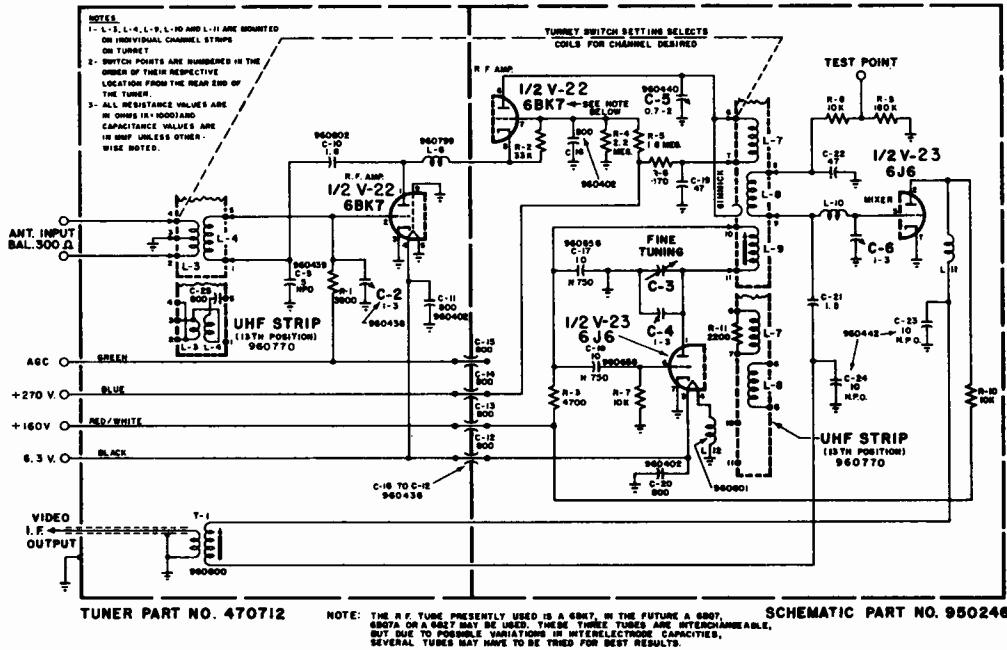 NOTES
1- L-3, L-4, L-9, L-10 AND L-11 ARE MOUNTED
ON INDIVIDUAL CHANNEL STRIPS
ON TURRET
2- SWITCH POINTS ARE NUMBERED IN THE
ORDER OF THEIR RESPECTIVE
LOCATION FROM THE REAR END OF
THE TUNER.
3- ALL RESISTANCE VALUES ARE
IN OHMS (K=1000) AND
CAPACITANCE VALUES ARE
IN MMF UNLESS OTHER-
WISE NOTED.
TURRET SWITCH SETTING SELECTS
COILS FOR CHANNEL DESIRED
R F AMP.
1/2 V-22
6BK7
SEE NOTE
BELOW
960440
C-5
0.7-2
TEST POINT
R-8
10K
R-9
180K
960802
C-10
1.8
960799
L-6
R-2
33K
800
C-16
960402
R-4
2.2
MEG.
R-5
1.8 MEG.
R-6
170
C-19
47
GIMMICK
L-7
L-8
L-9
C-22
47
1/2 V-23
6J6
MIXER
L-10
C-6
1-3
L-11
R.F. AMP.
1/2 V-22
6BK7
ANT. INPUT
BAL. 300 Ω
L-3
L-4
C-25
800
L-3
L-4
UHF STRIP
(13TH POSITION)
960770
960439
C-9
5
NPO
R-1
3900
C-2
1-3
960436
C-11
800
960402
960656
C-17
10
N 750
FINE
TUNING
C-3
C-4
1-3
1/2 V-23
6J6
C-18
10
960656
N 750
R-3
4700
R-7
10K
R-11
2200
L-7
L-8
C-21
1.8
960442
C-23
10
N.P.O.
C-24
10
N.P.O.
R-10
10K
AGC
GREEN
C-15
800
+270 V.
BLUE
C-14
800
+160V
RED/WHITE
C-13
800
6.3 V.
BLACK
C-12
800
C-16 TO C-12
960436
960402
C-20
800
L-12
960801
UHF STRIP
(13TH POSITION)
960770
VIDEO
I.F.
OUTPUT
T-1
960800
TUNER PART NO. 470712
NOTE: THE R F. TUBE PRESENTLY USED IS A 6BK7, IN THE FUTURE A 6BQ7,
6BQ7A OR A 6BZ7 MAY BE USED. THESE THREE TUBES ARE INTERCHANGEABLE,
BUT DUE TO POSSIBLE VARIATIONS IN INTERELECTRODE CAPACITIES,
SEVERAL TUBES MAY HAVE TO BE TRIED FOR BEST RESULTS.
SCHEMATIC PART NO. 950246